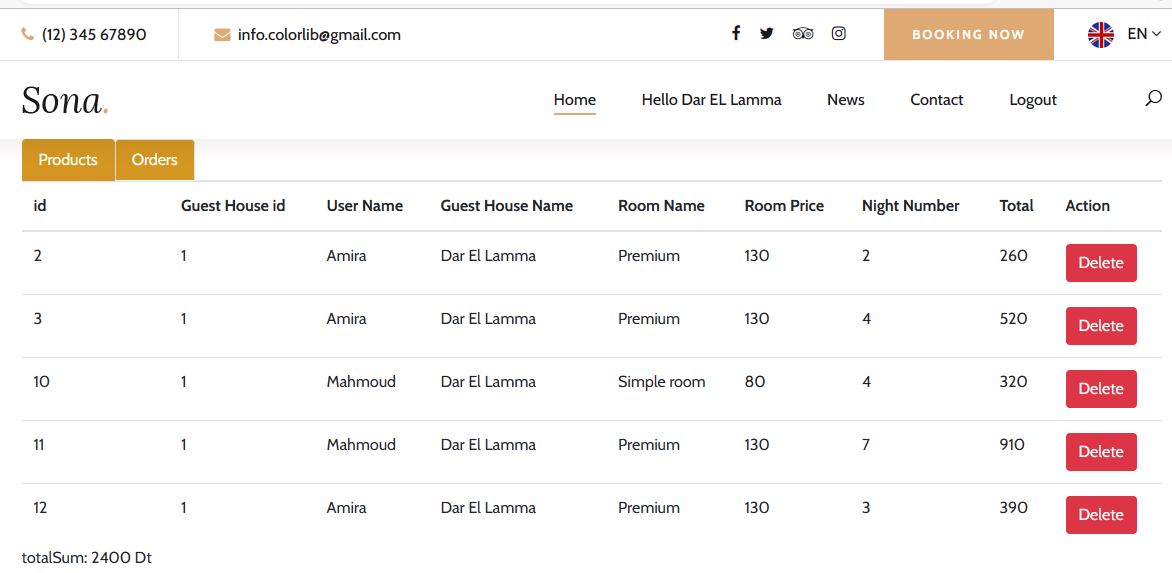 (12) 345 67890 info.colorlib@gmail.com BOOKING NOW EN
Sona. Home Hello Dar EL Lamma News Contact Logout
Products Orders
id Guest House id User Name Guest House Name Room Name Room Price Night Number Total Action
2 1 Amira Dar El Lamma Premium 130 2 260 Delete
3 1 Amira Dar El Lamma Premium 130 4 520 Delete
10 1 Mahmoud Dar El Lamma Simple room 80 4 320 Delete
11 1 Mahmoud Dar El Lamma Premium 130 7 910 Delete
12 1 Amira Dar El Lamma Premium 130 3 390 Delete
totalSum: 2400 Dt